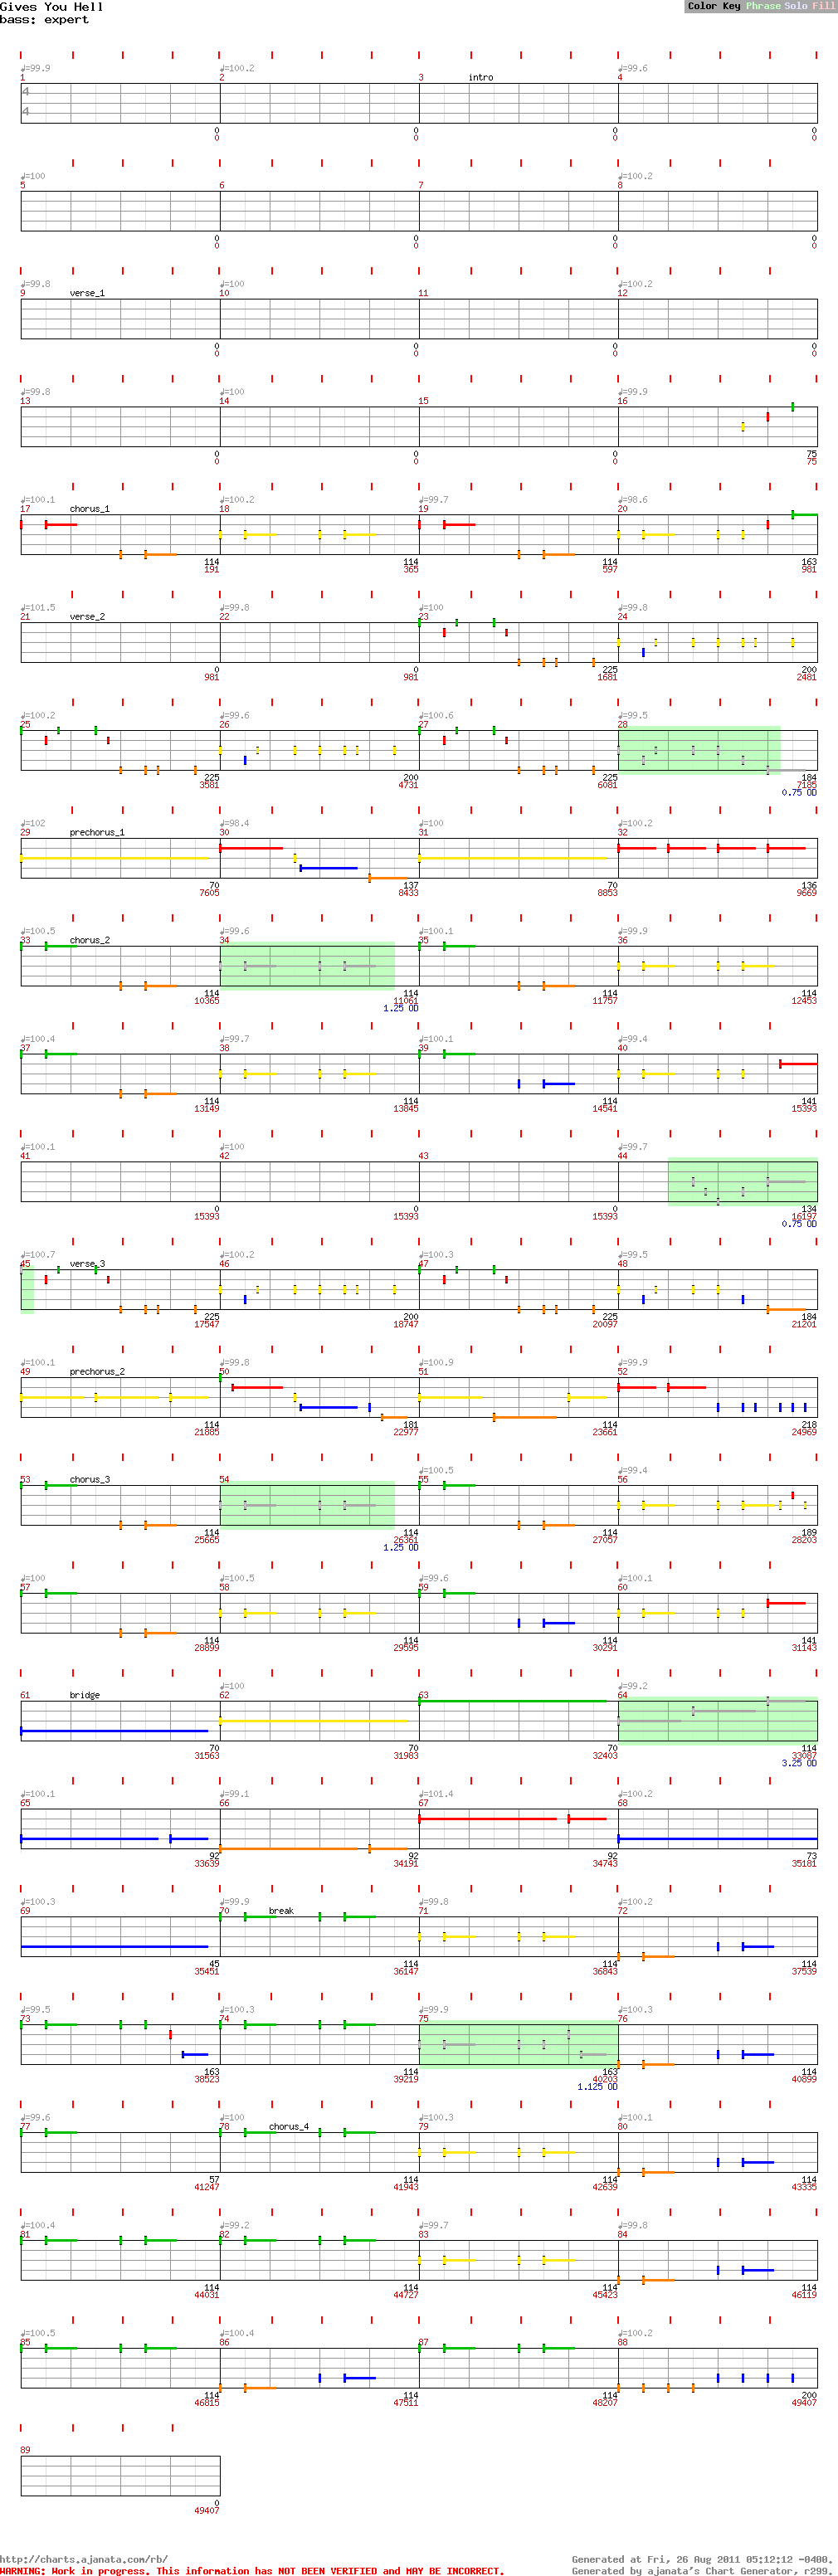 Gives You Hell
Color Key Phrase Solo Fill
bass: expert
♩=99.9 ♩=100.2 ♩=99.6
1 2 3 intro 4
4
4
0 0 0 0
0 0 0 0
♩=100 ♩=100.2
5 6 7 8
0 0 0 0
0 0 0 0
♩=99.8 ♩=100 ♩=100.2
9 verse_1 10 11 12
0 0 0 0
0 0 0 0
♩=99.8 ♩=100 ♩=99.9
13 14 15 16
0 0 0 75
0 0 0 75
♩=100.1 ♩=100.2 ♩=99.7 ♩=98.6
17 chorus_1 18 19 20
114 114 114 163
191 365 597 981
♩=101.5 ♩=99.8 ♩=100 ♩=99.8
21 verse_2 22 23 24
0 0 225 200
981 981 1681 2481
♩=100.2 ♩=99.6 ♩=100.6 ♩=99.5
25 26 27 28
225 200 225 184
3581 4731 6081 7185
0.75 OD
♩=102 ♩=98.4 ♩=100 ♩=100.2
29 prechorus_1 30 31 32
70 137 70 136
7605 8433 8853 9669
♩=100.5 ♩=99.6 ♩=100.1 ♩=99.9
33 chorus_2 34 35 36
114 114 114 114
10365 11061 11757 12453
1.25 OD
♩=100.4 ♩=99.7 ♩=100.1 ♩=99.4
37 38 39 40
114 114 114 141
13149 13845 14541 15393
♩=100.1 ♩=100 ♩=99.7
41 42 43 44
0 0 0 134
15393 15393 15393 16197
0.75 OD
♩=100.7 ♩=100.2 ♩=100.3 ♩=99.5
45 verse_3 46 47 48
225 200 225 184
17547 18747 20097 21201
♩=100.1 ♩=99.8 ♩=100.9 ♩=99.9
49 prechorus_2 50 51 52
114 181 114 218
21885 22977 23661 24969
♩=100.5 ♩=99.4
53 chorus_3 54 55 56
114 114 114 189
25665 26361 27057 28203
1.25 OD
♩=100 ♩=100.5 ♩=99.6 ♩=100.1
57 58 59 60
114 114 114 141
28899 29595 30291 31143
♩=100 ♩=99.2
61 bridge 62 63 64
70 70 70 114
31563 31983 32403 33087
3.25 OD
♩=100.1 ♩=99.1 ♩=101.4 ♩=100.2
65 66 67 68
92 92 92 73
33639 34191 34743 35181
♩=100.3 ♩=99.9 ♩=99.8 ♩=100.2
69 70 break 71 72
45 114 114 114
35451 36147 36843 37539
♩=99.5 ♩=100.3 ♩=99.9 ♩=100.3
73 74 75 76
163 114 163 114
38523 39219 40203 40899
1.125 OD
♩=99.6 ♩=100 ♩=100.3 ♩=100.1
77 78 chorus_4 79 80
57 114 114 114
41247 41943 42639 43335
♩=100.4 ♩=99.2 ♩=99.7 ♩=99.8
81 82 83 84
114 114 114 114
44031 44727 45423 46119
♩=100.5 ♩=100.4 ♩=100.2
85 86 87 88
114 114 114 200
46815 47511 48207 49407
89
0
49407
http://charts.ajanata.com/rb/
Generated at Fri, 26 Aug 2011 05:12:12 -0400.
WARNING: Work in progress. This information has NOT BEEN VERIFIED and MAY BE INCORRECT.
Generated by ajanata's Chart Generator, r299.